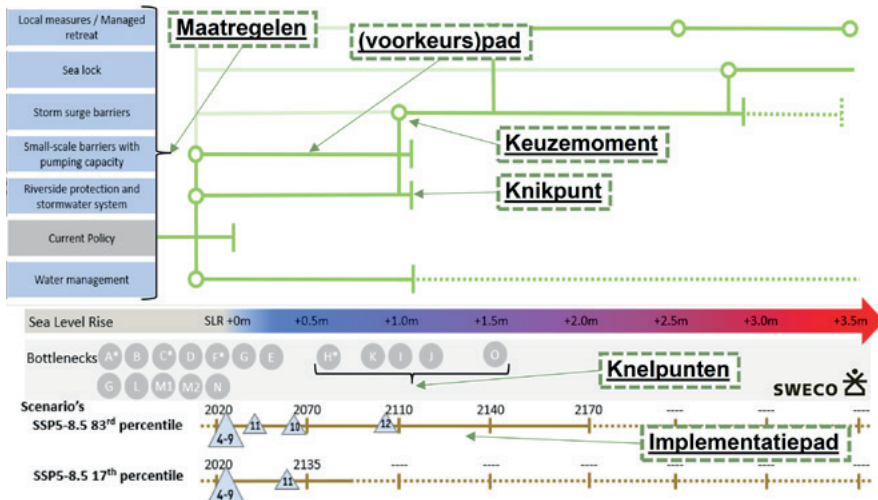 Local measures / Managed
retreat
Maatregelen
(voorkeurs)pad
Sea lock
Storm surge barriers
Keuzemoment
Small-scale barriers with
pumping capacity
Knikpunt
Riverside protection and
stormwater system
Current Policy
Water management
Sea Level Rise SLR +0m +0.5m +1.0m +1.5m +2.0m +2.5m +3.0m +3.5m
Bottlenecks A* B C* D F* G E H* K I J O
G L M1 M2 N
Knelpunten
SWECO
Scenario's
2020 2070 2110 2140 2170 ---- ---- ----
SSP5-8.5 83rd percentile
4-9 11 10 12
Implementatiepad
2020 2135 ---- ---- ---- ---- ---- ----
SSP5-8.5 17th percentile
4-9 11